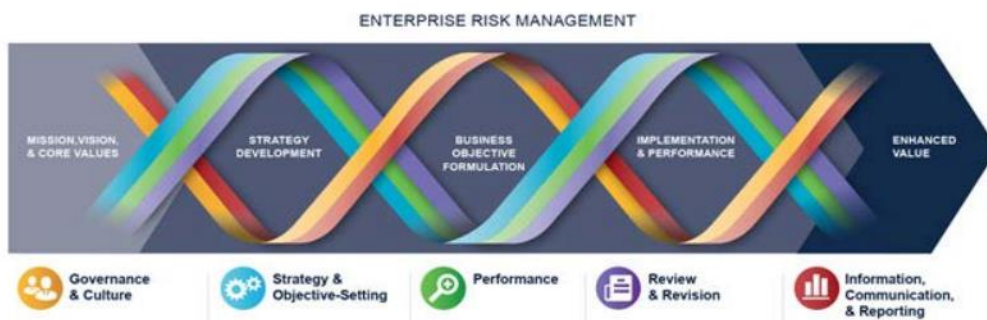 ENTERPRISE RISK MANAGEMENT
MISSION, VISION,
& CORE VALUES
STRATEGY
DEVELOPMENT
BUSINESS
OBJECTIVE
FORMULATION
IMPLEMENTATION
& PERFORMANCE
ENHANCED
VALUE
Governance
& Culture
Strategy &
Objective-Setting
Performance
Review
& Revision
Information,
Communication,
& Reporting